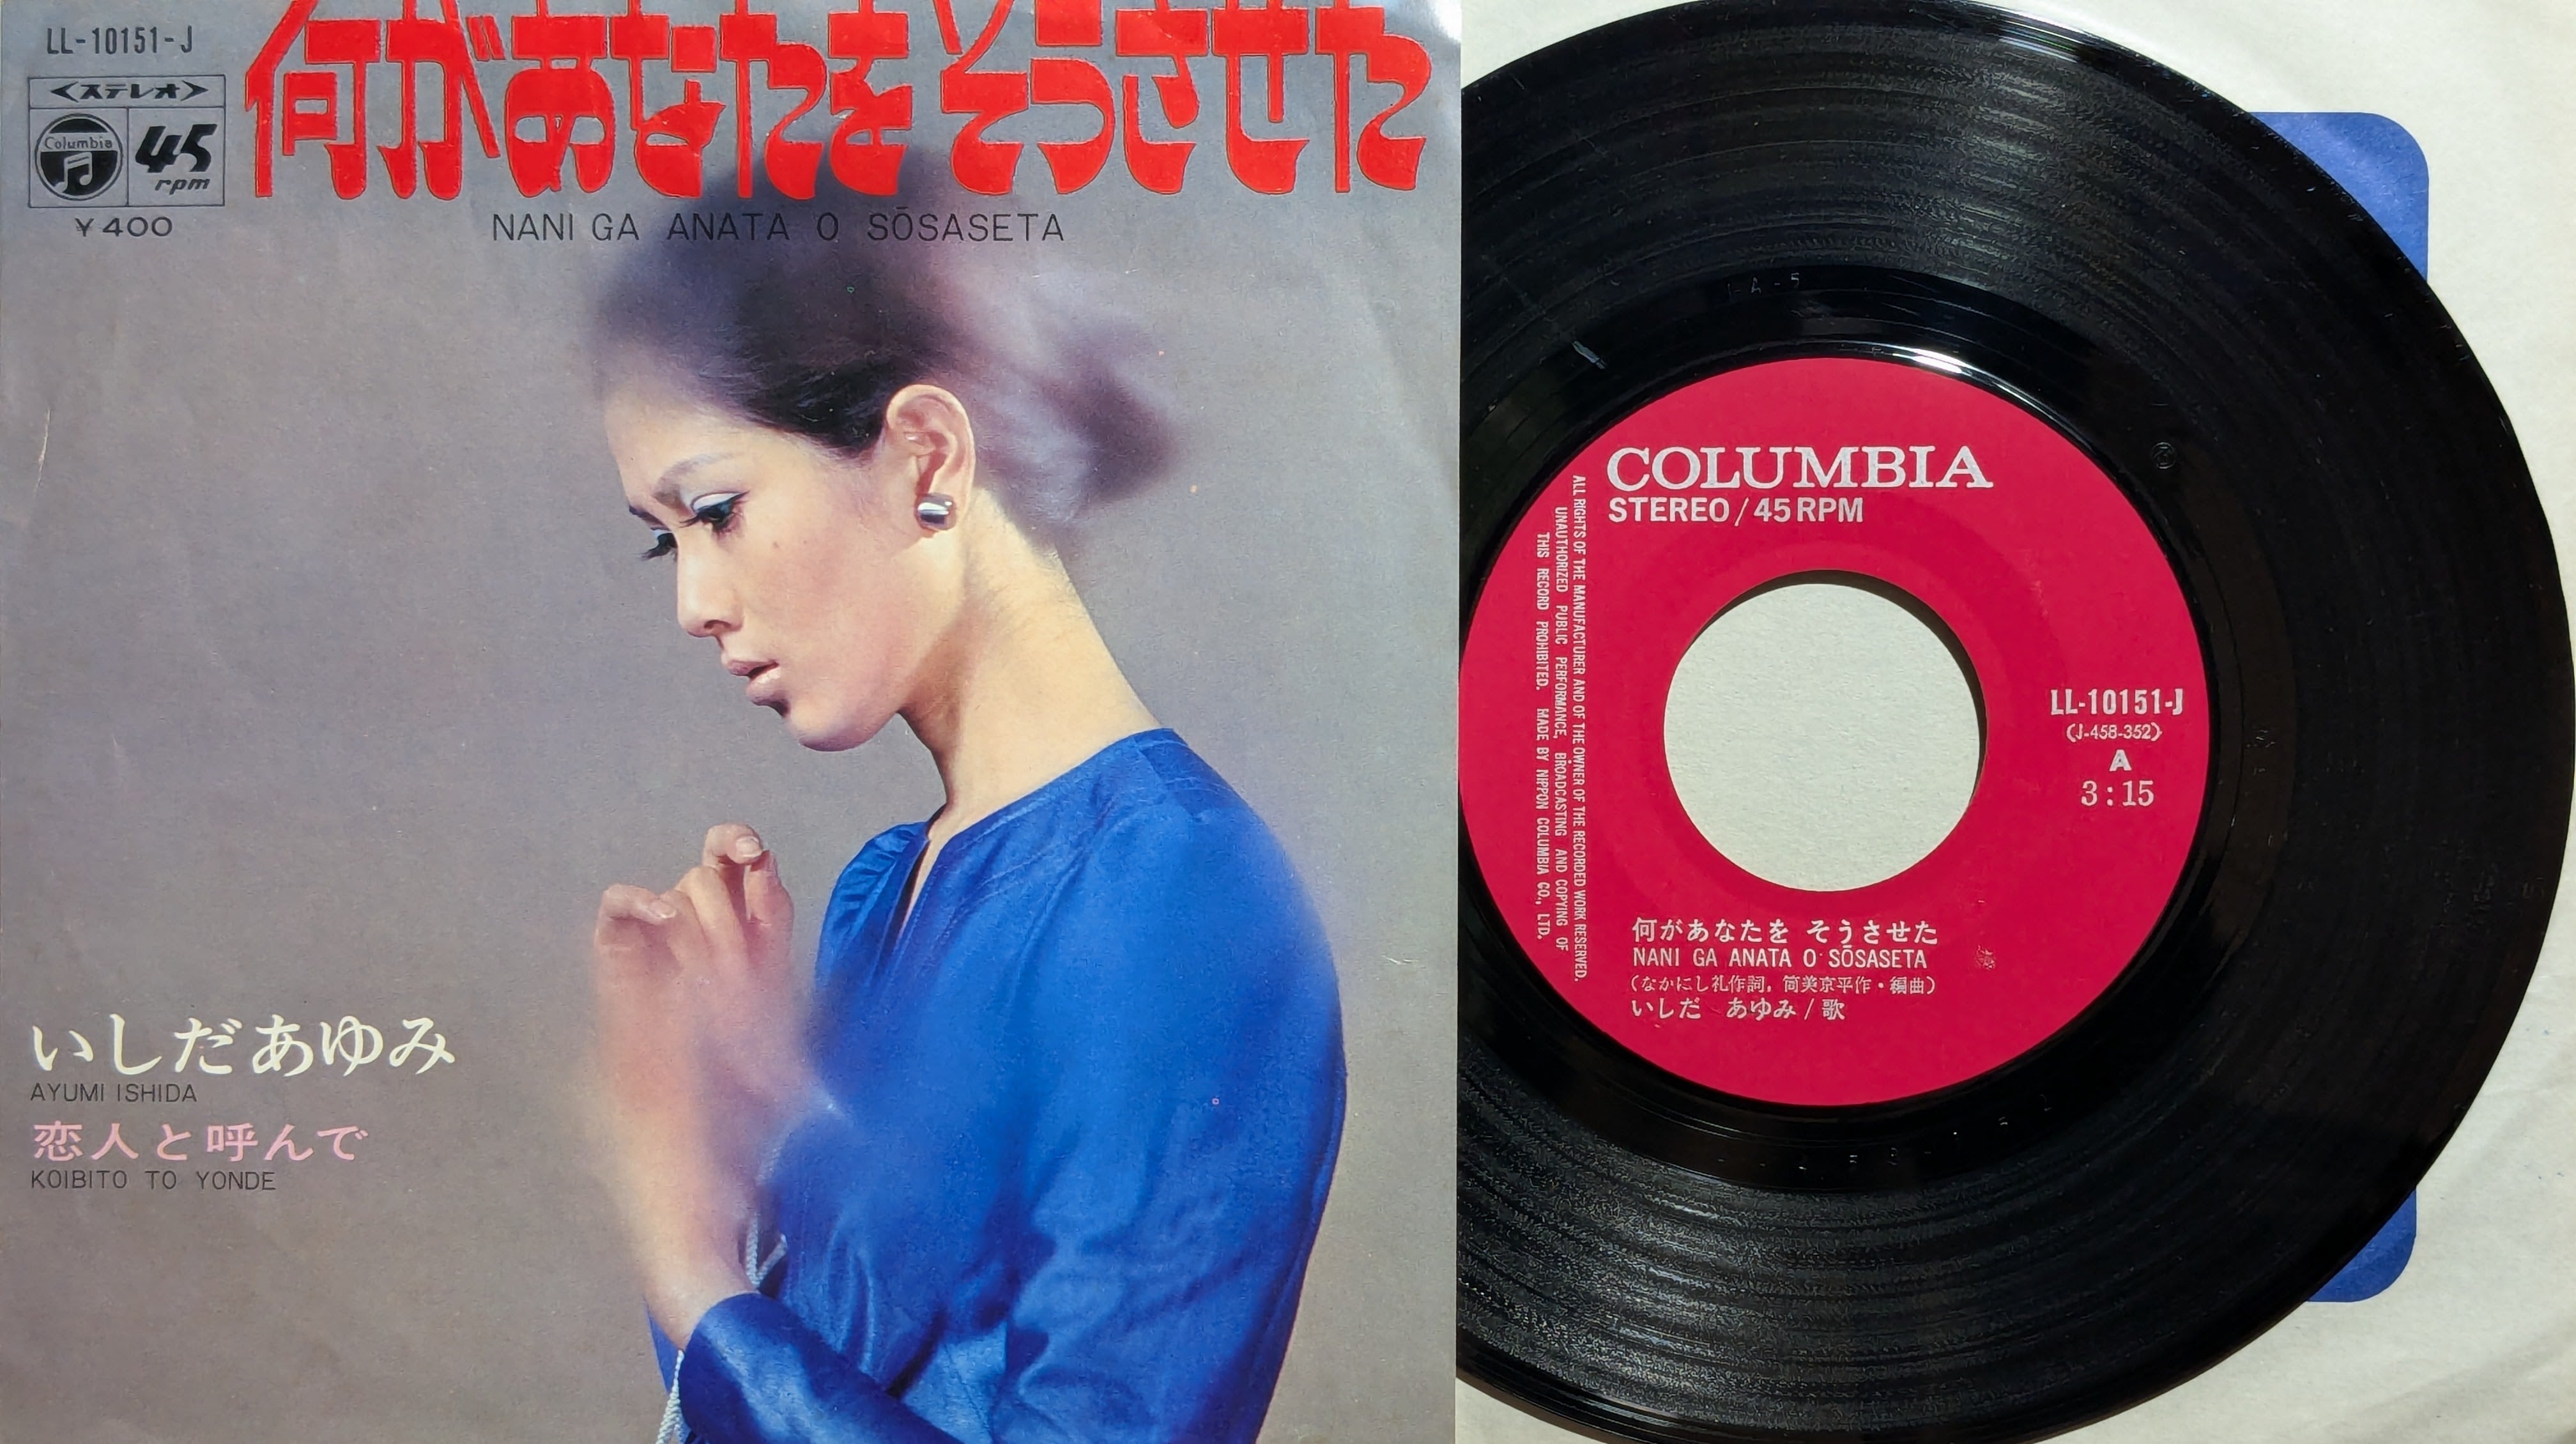 LL-10151-J
何があなたを そうさせた
<ステレオ>
Columbia
45
rpm
¥400
NANI GA ANATA O SŌSASETA
いしだあゆみ
AYUMI ISHIDA
恋人と呼んで
KOIBITO TO YONDE
COLUMBIA
STEREO / 45 RPM
ALL RIGHTS OF THE MANUFACTURER AND OF THE OWNER OF THE RECORDED WORK RESERVED.
UNAUTHORIZED PUBLIC PERFORMANCE, BROADCASTING AND COPYING OF
THIS RECORD PROHIBITED. MADE BY NIPPON COLUMBIA CO., LTD.
LL-10151-J
(J-458-352)
A
3:15
何があなたを そうさせた
NANI GA ANATA O SŌSASETA
(なかにし礼作詞, 筒美京平作・編曲)
いしだ あゆみ / 歌